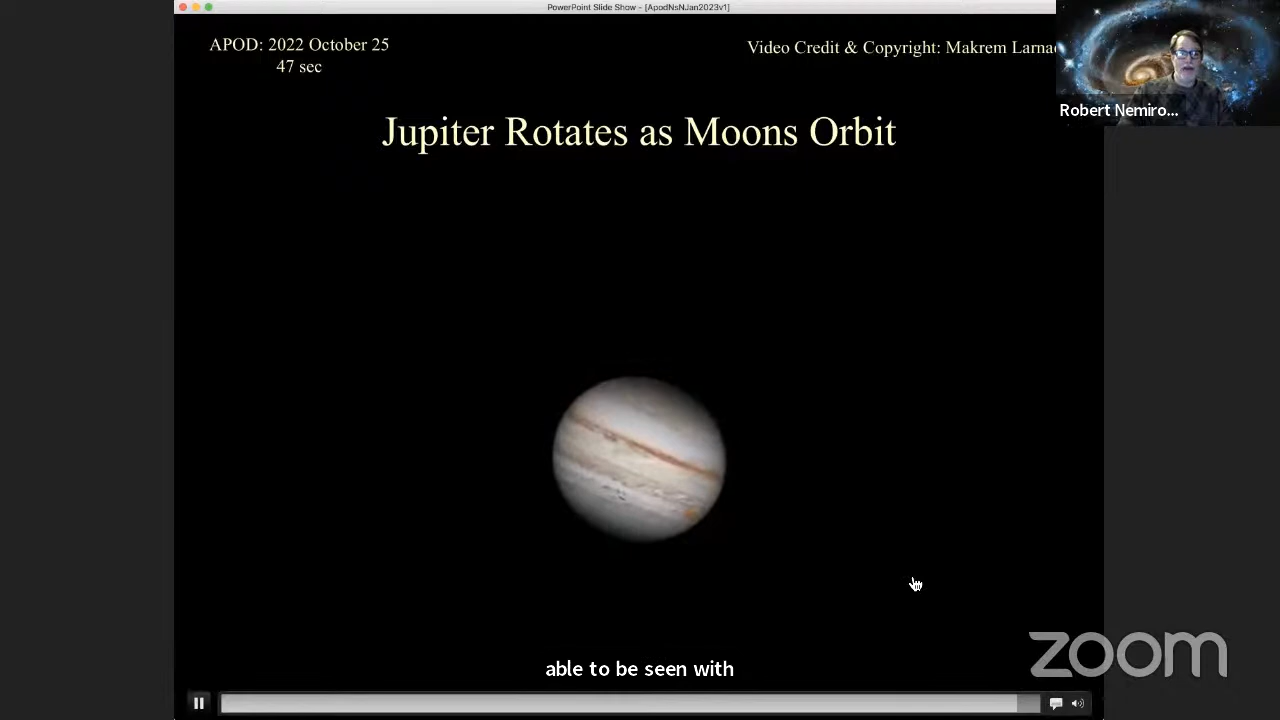 PowerPoint Slide Show - [ApodNsNJan2023v1]
APOD: 2022 October 25
47 sec
Video Credit & Copyright: Makrem Larnao
Robert Nemiro...
Jupiter Rotates as Moons Orbit
zoom
able to be seen with